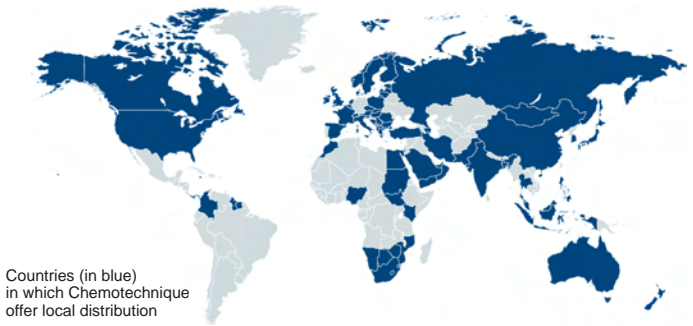 Countries (in blue)
in which Chemotechnique
offer local distribution